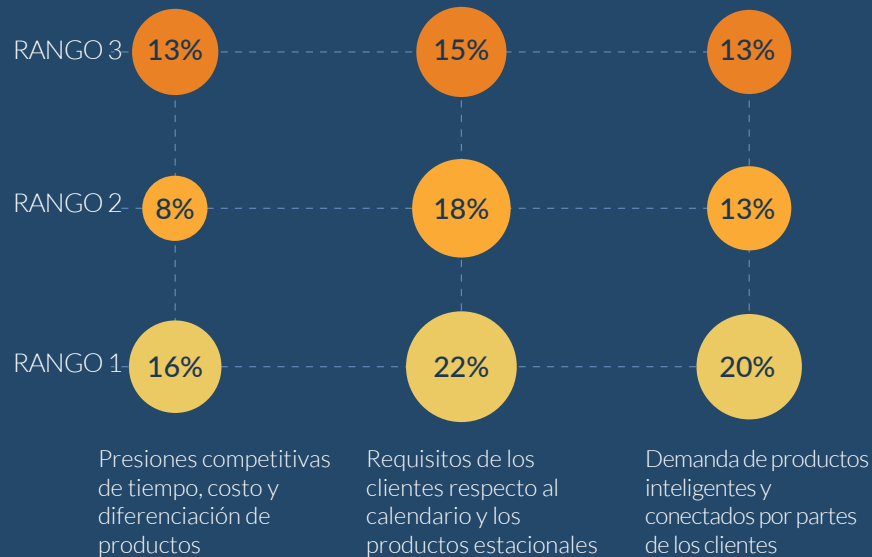 RANGO 3 13% 15% 13%
RANGO 2 8% 18% 13%
RANGO 1 16% 22% 20%
Presiones competitivas
de tiempo, costo y
diferenciación de
productos
Requisitos de los
clientes respecto al
calendario y los
productos estacionales
Demanda de productos
inteligentes y
conectados por partes
de los clientes